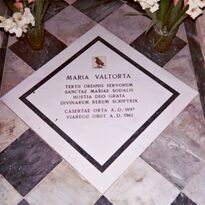 MARIA VALTORTA
TERTII ORDINIS SERVORUM
SANCTAE MARIAE SODALIS
HOSTIA DEO GRATA
DIVINARUM RERUM SCRIPTRIX
CASERTAE ORTA A.D. 1897
VIAREGII OBIIT A.D. 1961